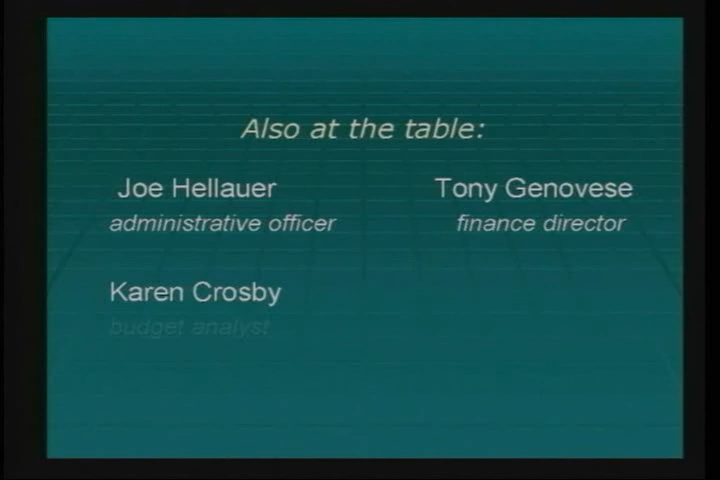 Also at the table:
Joe Hellauer
administrative officer
Tony Genovese
finance director
Karen Crosby
budget analyst